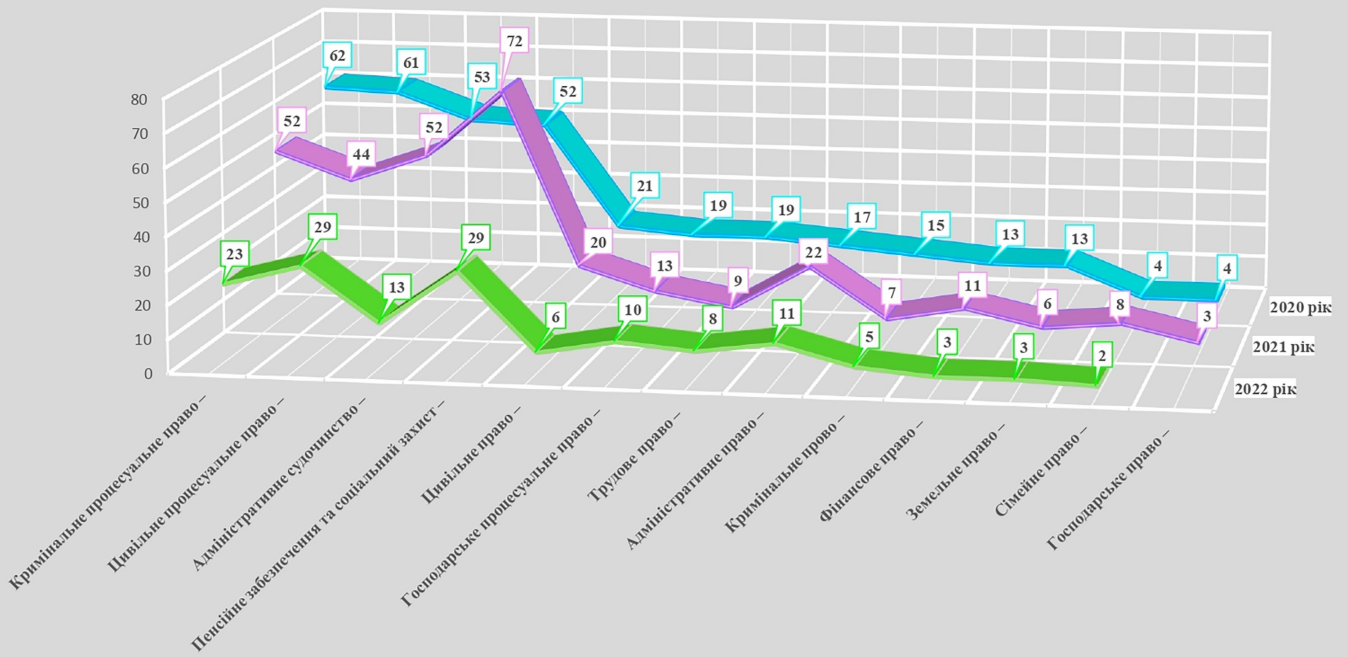 62
61
53
72
52
21
19
19
17
15
13
13
4
4
52
44
52
20
13
9
22
7
11
6
8
3
23
29
13
29
6
10
8
11
5
3
3
2
80
70
60
50
40
30
20
10
0
2020 рік
2021 рік
2022 рік
Кримінальне процесуальне право –
Цивільне процесуальне право –
Адміністративне судочинство –
Пенсійне забезпечення та соціальний захист –
Цивільне право –
Господарське процесуальне право –
Трудове право –
Адміністративне право –
Кримінальне прово –
Фінансове право –
Земельне право –
Сімейне право –
Господарське право –